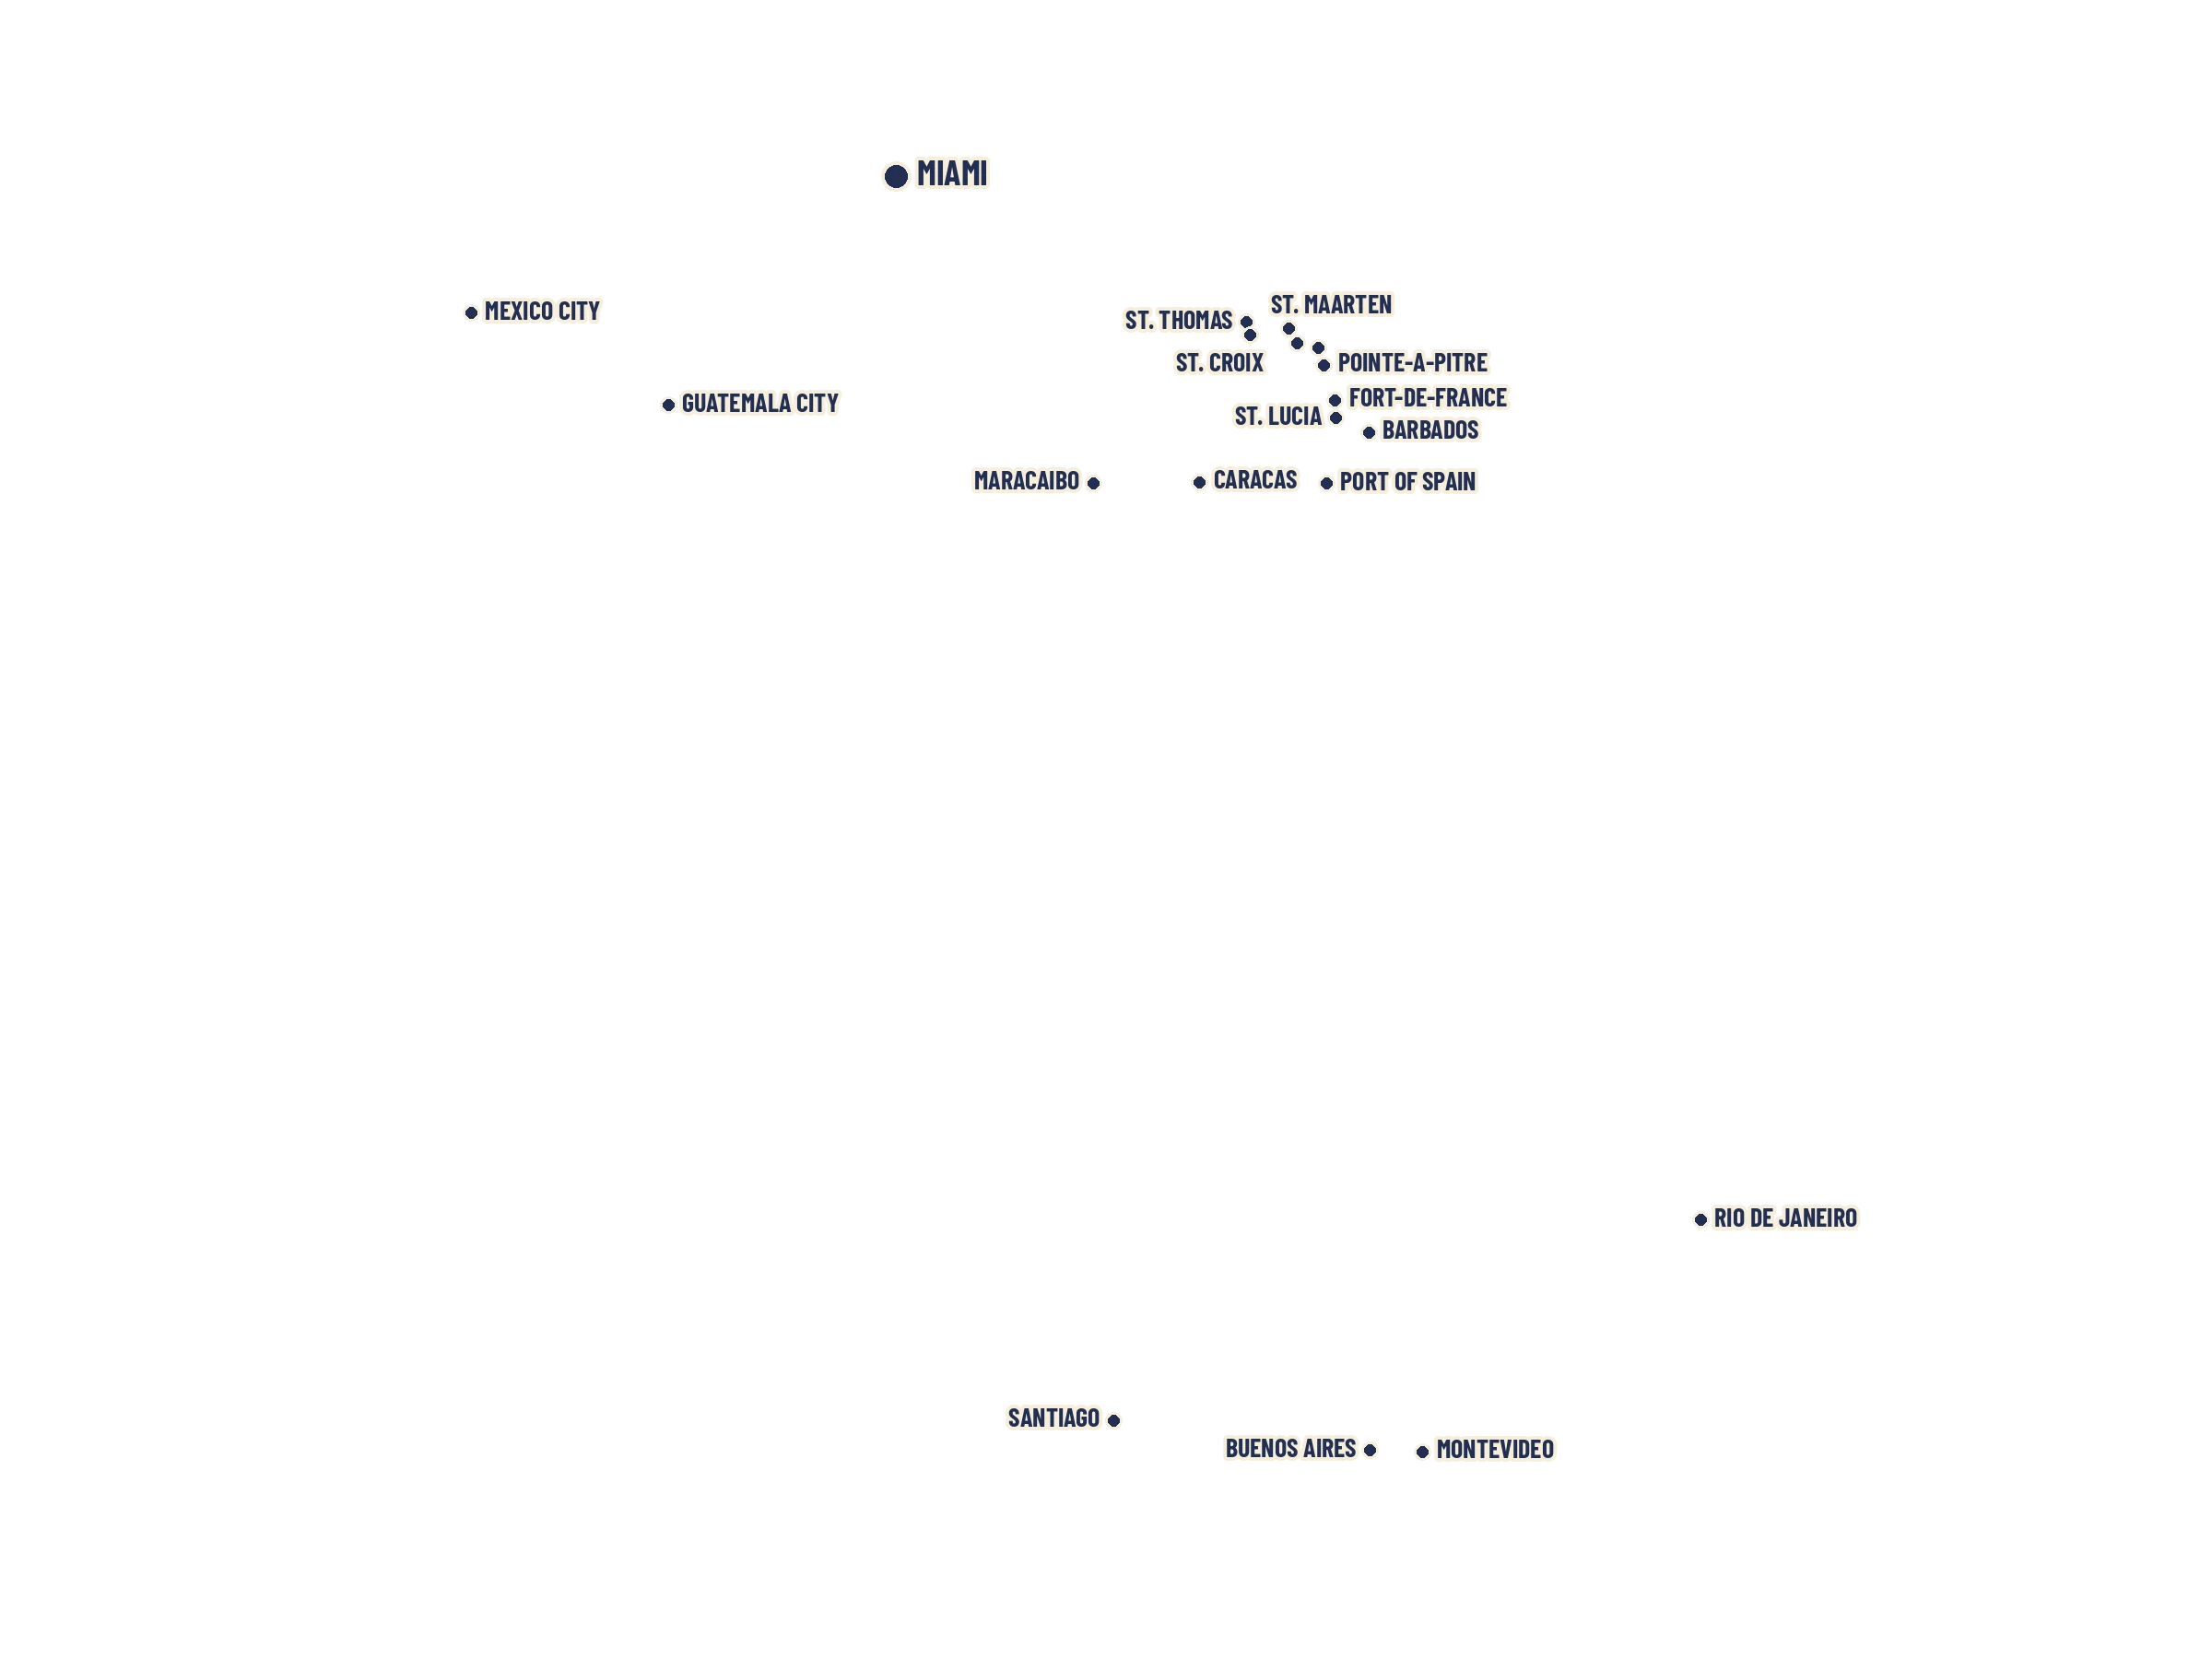 MIAMI
MEXICO CITY
ST. MAARTEN
ST. THOMAS
ST. CROIX
POINTE-A-PITRE
GUATEMALA CITY
FORT-DE-FRANCE
ST. LUCIA
BARBADOS
MARACAIBO
CARACAS
PORT OF SPAIN
RIO DE JANEIRO
SANTIAGO
BUENOS AIRES
MONTEVIDEO